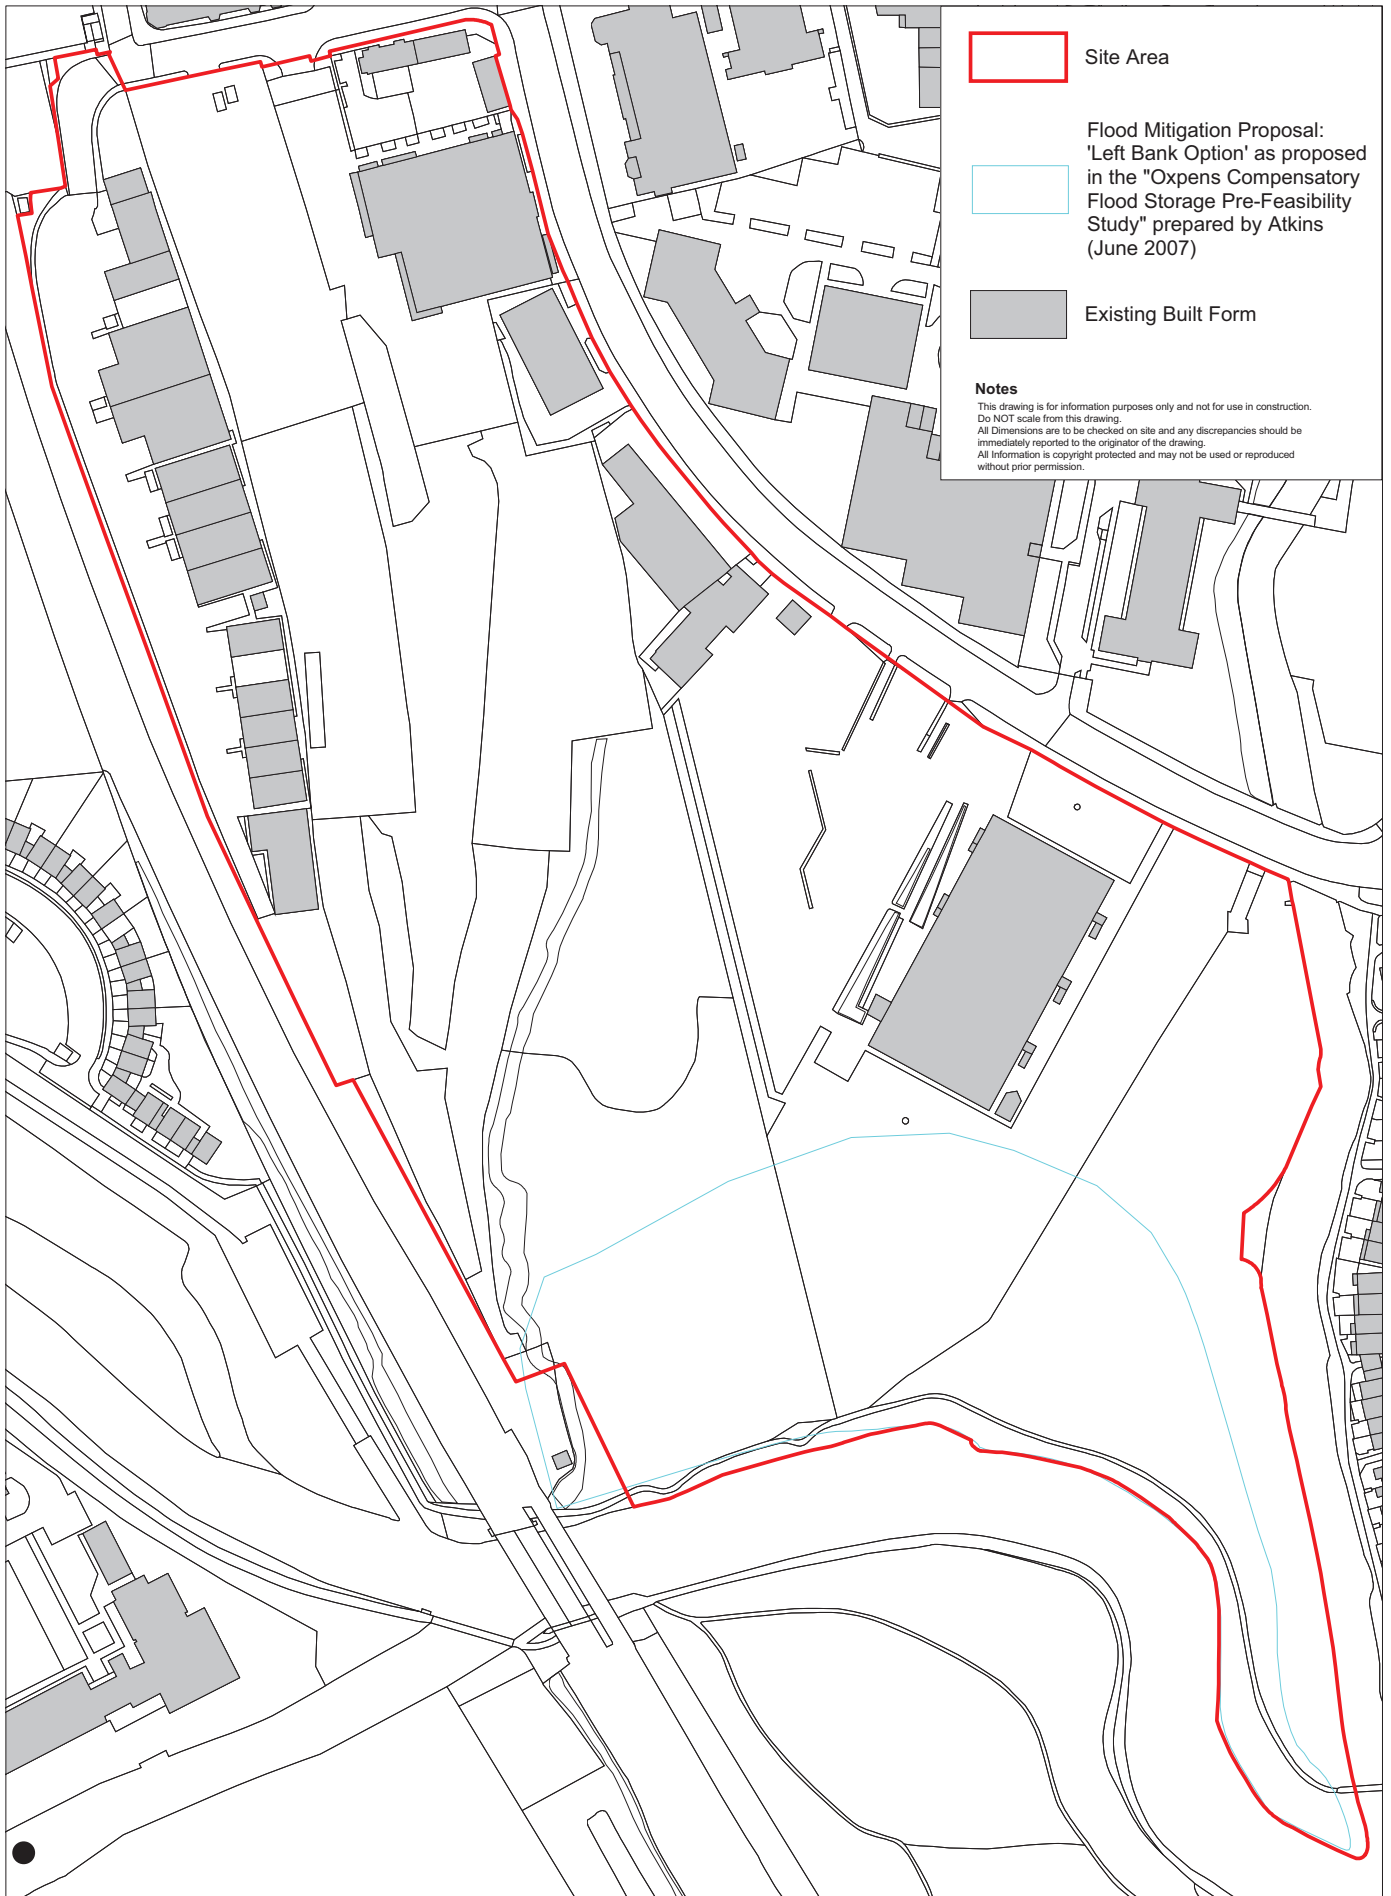 Site Area
Flood Mitigation Proposal:
'Left Bank Option' as proposed
in the "Oxpens Compensatory
Flood Storage Pre-Feasibility
Study" prepared by Atkins
(June 2007)
Existing Built Form
Notes
This drawing is for information purposes only and not for use in construction.
Do NOT scale from this drawing.
All Dimensions are to be checked on site and any discrepancies should be
immediately reported to the originator of the drawing.
All Information is copyright protected and may not be used or reproduced
without prior permission.